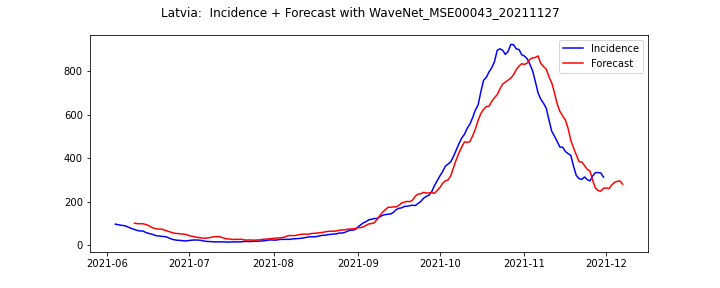 Latvia:  Incidence + Forecast with WaveNet_MSE00043_20211127
Incidence
Forecast
800
600
400
200
0
2021-06 2021-07 2021-08 2021-09 2021-10 2021-11 2021-12